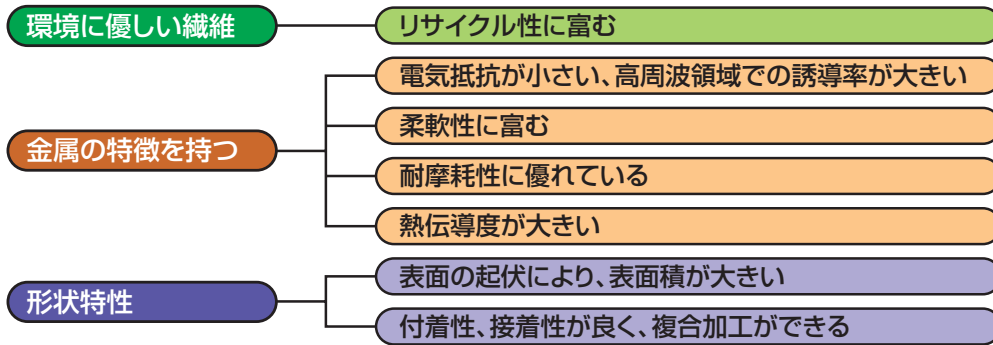 環境に優しい繊維
リサイクル性に富む
金属の特徴を持つ
電気抵抗が小さい、高周波領域での誘導率が大きい
柔軟性に富む
耐摩耗性に優れている
熱伝導度が大きい
形状特性
表面の起伏により、表面積が大きい
付着性、接着性が良く、複合加工ができる